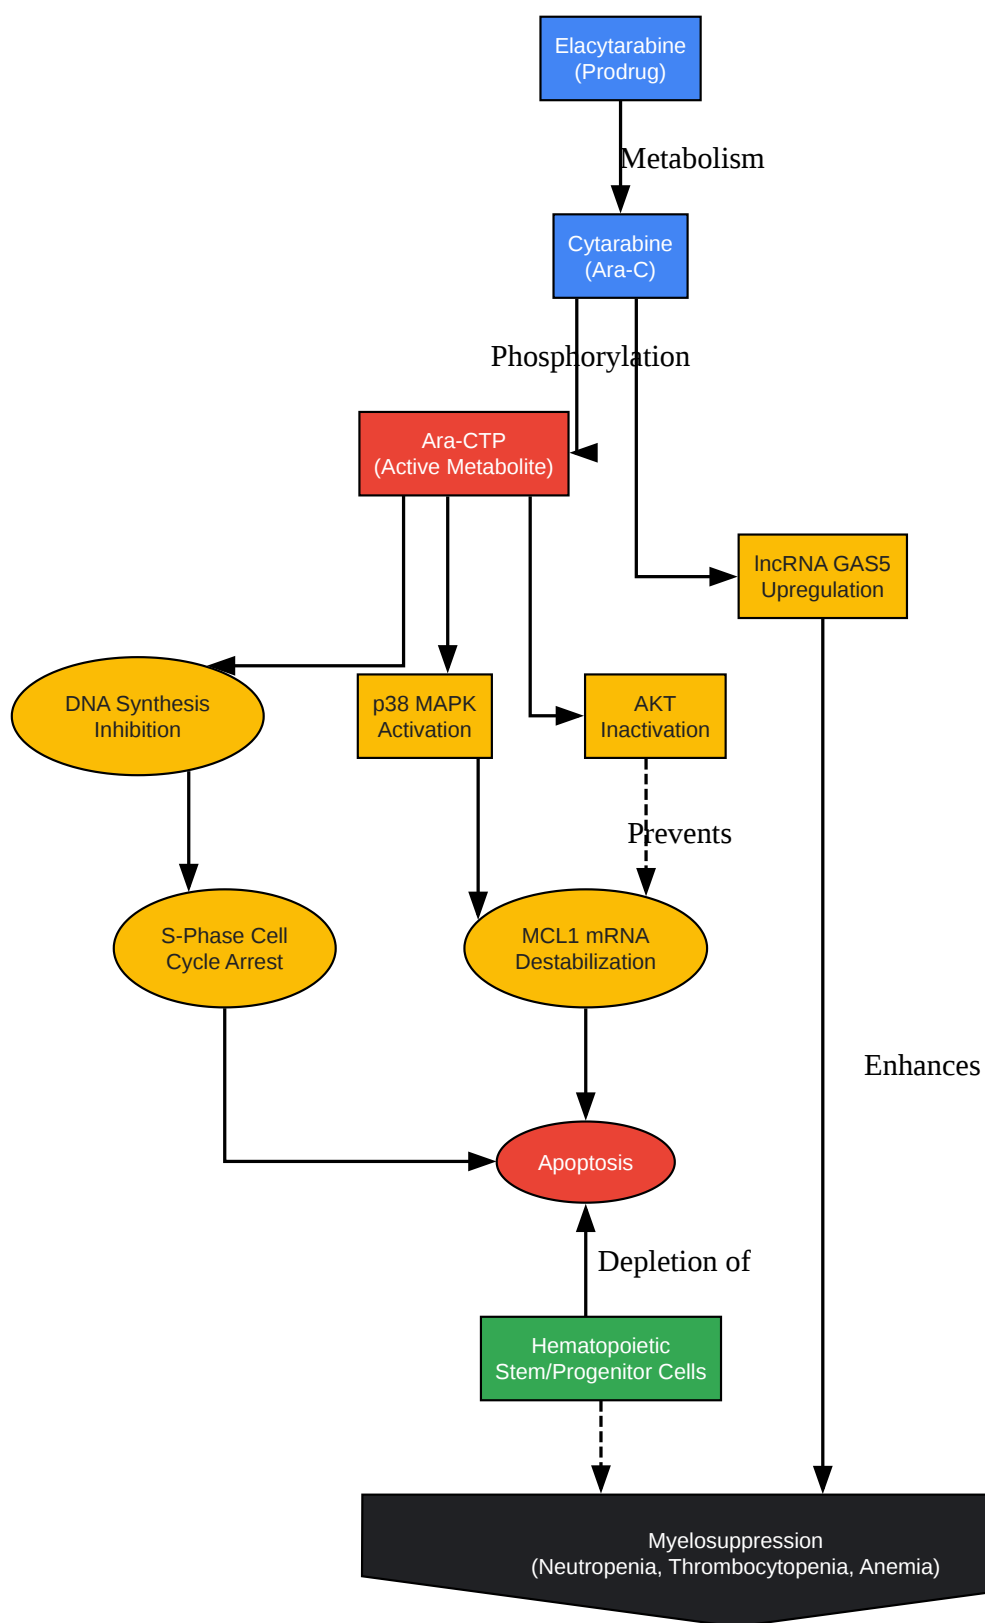 Elacytarabine
(Prodrug)
Metabolism
Cytarabine
(Ara-C)
Phosphorylation
Ara-CTP
(Active Metabolite)
lncRNA GAS5
Upregulation
DNA Synthesis
Inhibition
p38 MAPK
Activation
AKT
Inactivation
Prevents
S-Phase Cell
Cycle Arrest
MCL1 mRNA
Destabilization
Enhances
Apoptosis
Depletion of
Hematopoietic
Stem/Progenitor Cells
Myelosuppression
(Neutropenia, Thrombocytopenia, Anemia)